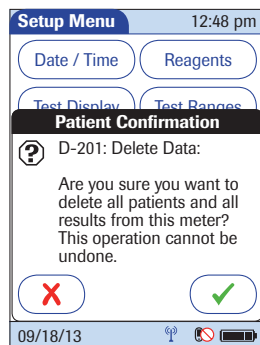 Setup Menu 12:48 pm
Date / Time Reagents
Test Display Test Ranges
Patient Confirmation
D-201: Delete Data:
Are you sure you want to
delete all patients and all
results from this meter?
This operation cannot be
undone.
09/18/13